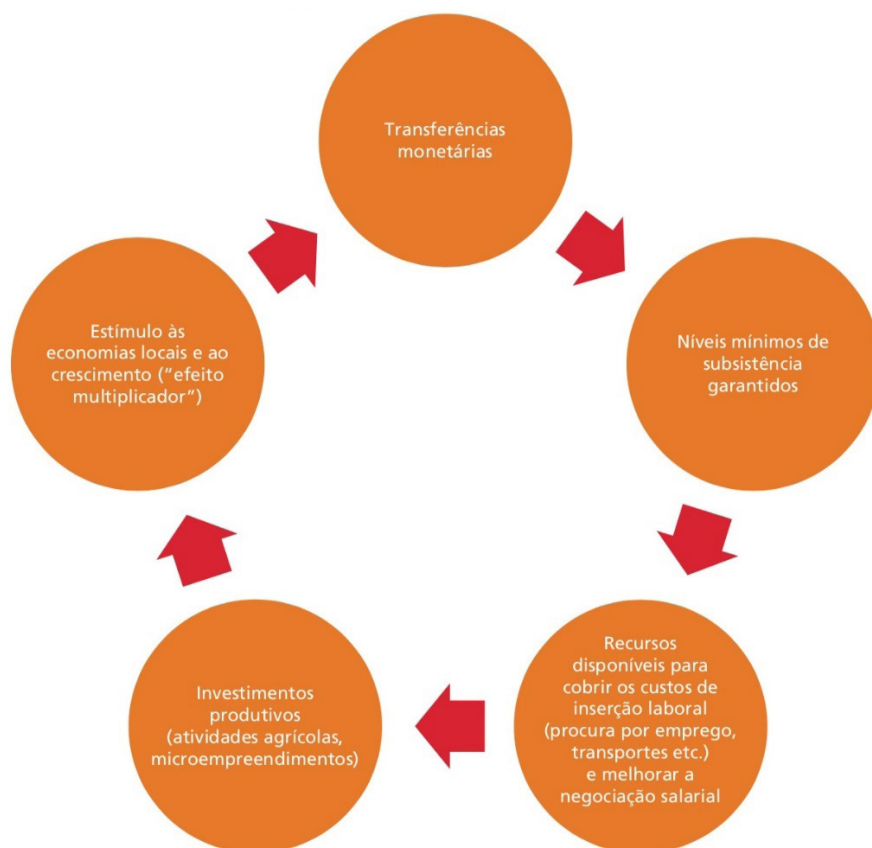 Transferências
monetárias
Níveis mínimos de
subsistência
garantidos
Recursos
disponíveis para
cobrir os custos de
inserção laboral
(procura por emprego,
transportes etc.)
e melhorar a
negociação salarial
Investimentos
produtivos
(atividades agrícolas,
microempreendimentos)
Estímulo às
economias locais e ao
crescimento (“efeito
multiplicador”)